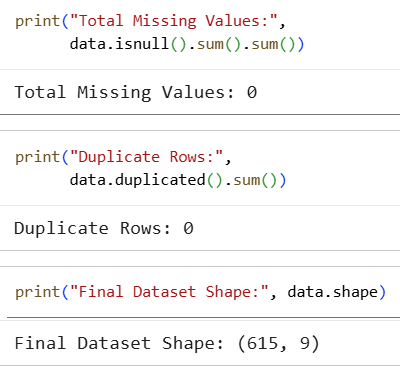 print("Total Missing Values:",
data.isnull().sum().sum())
Total Missing Values: 0
print("Duplicate Rows:",
data.duplicated().sum())
Duplicate Rows: 0
print("Final Dataset Shape:", data.shape)
Final Dataset Shape: (615, 9)